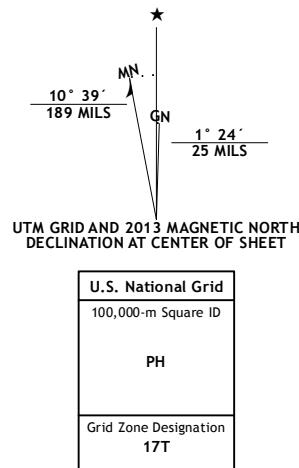 ★
MN
GN
10° 39´
189 MILS
1° 24´
25 MILS
UTM GRID AND 2013 MAGNETIC NORTH
DECLINATION AT CENTER OF SHEET
U.S. National Grid
100,000-m Square ID
PH
Grid Zone Designation
17T